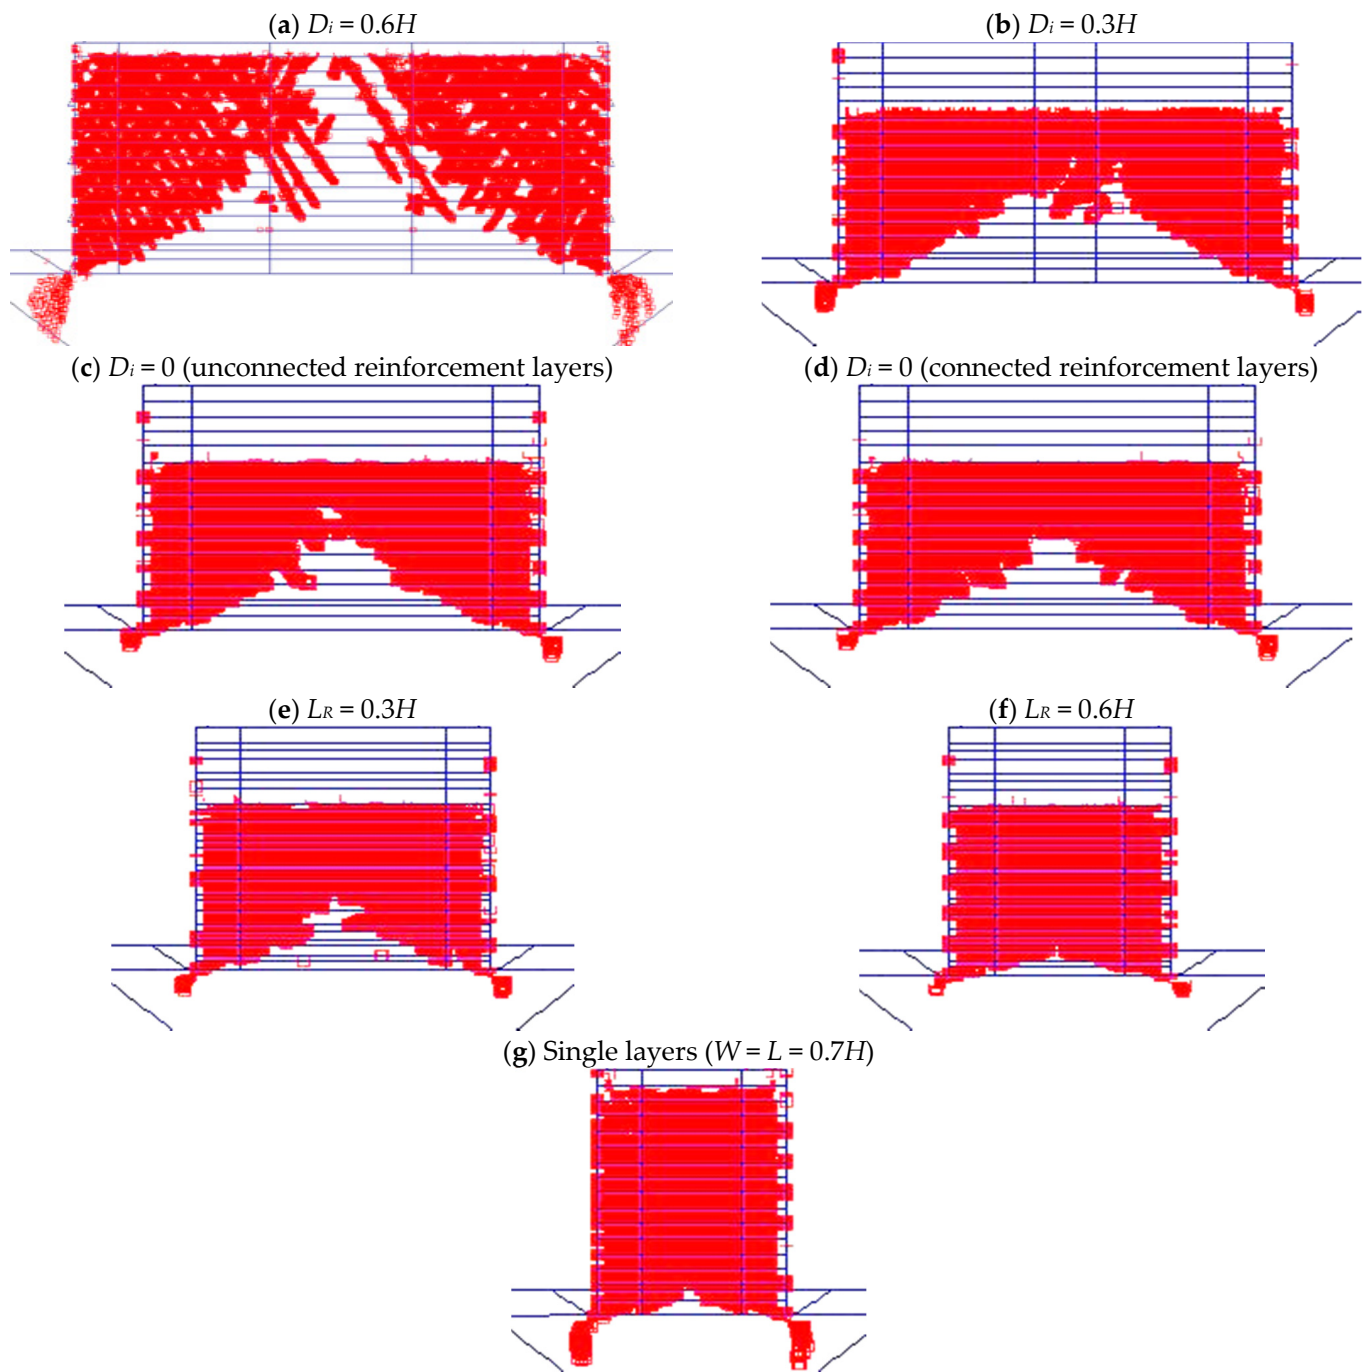 (a) Di = 0.6H
(b) Di = 0.3H
(c) Di = 0 (unconnected reinforcement layers)
(d) Di = 0 (connected reinforcement layers)
(e) LR = 0.3H
(f) LR = 0.6H
(g) Single layers (W = L = 0.7H)